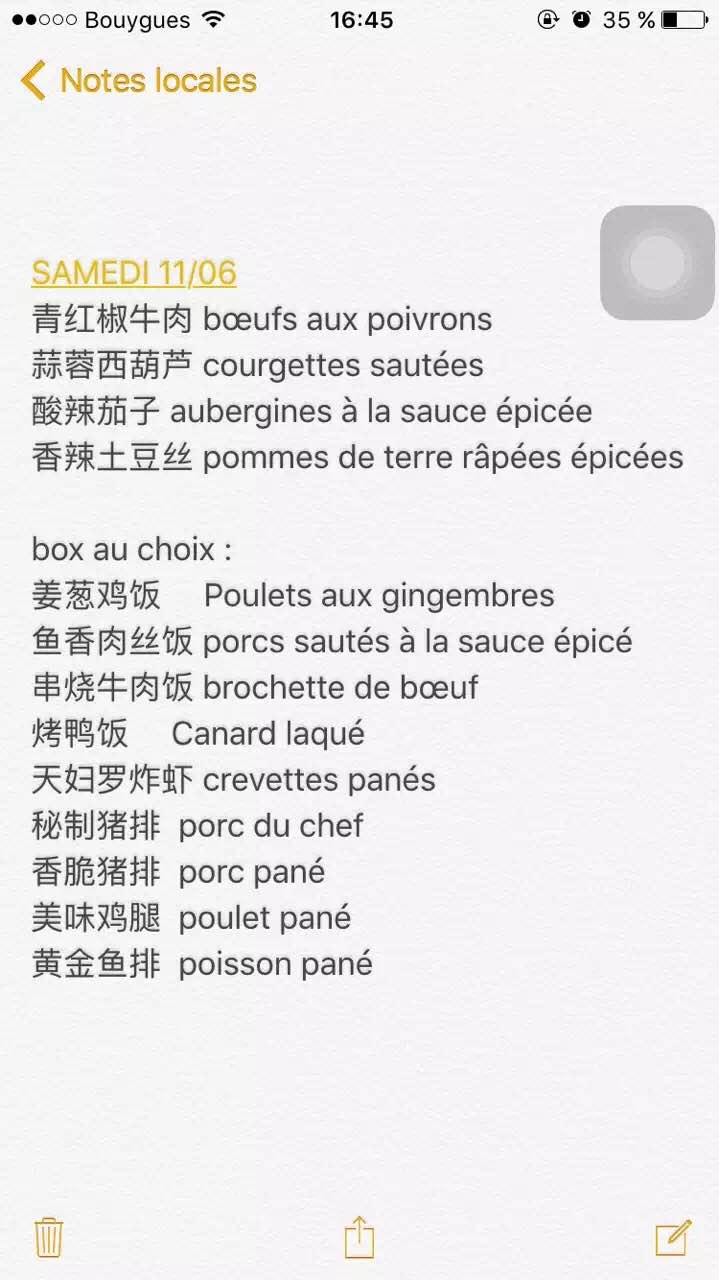 Bouygues 16:45 35 %
Notes locales
SAMEDI 11/06
青红椒牛肉 bœufs aux poivrons
蒜蓉西葫芦 courgettes sautées
酸辣茄子 aubergines à la sauce épicée
香辣土豆丝 pommes de terre râpées épicées
box au choix :
姜葱鸡饭 Poulets aux gingembres
鱼香肉丝饭 porcs sautés à la sauce épicé
串烧牛肉饭 brochette de bœuf
烤鸭饭 Canard laqué
天妇罗炸虾 crevettes panés
秘制猪排 porc du chef
香脆猪排 porc pané
美味鸡腿 poulet pané
黄金鱼排 poisson pané